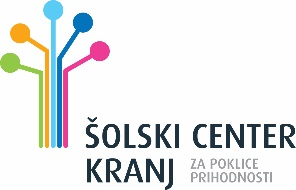 ŠOLSKI CENTER
KRANJ ZA POKLICE
PRIHODNOSTI